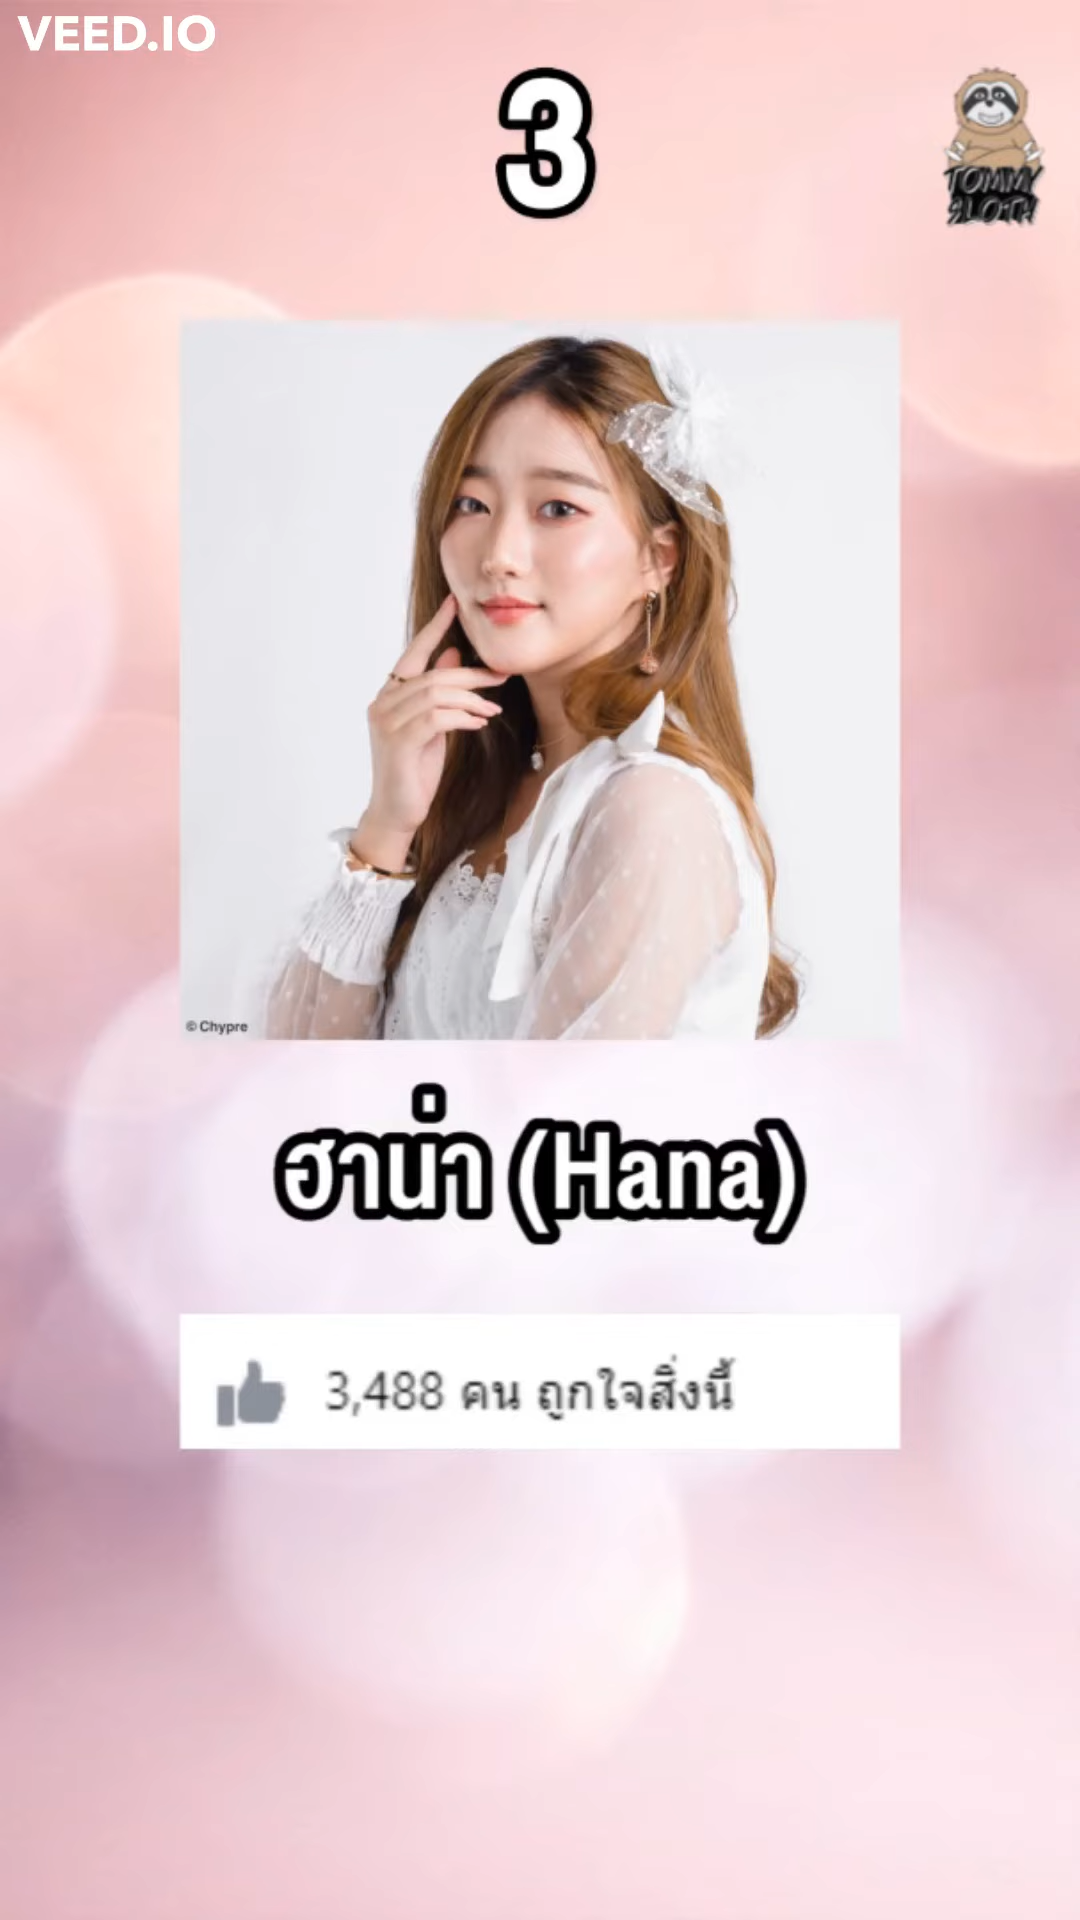 VEED.IO
3
TOMMY
SLOTH
© Chypre
ฮาน่า (Hana)
3,488 คน ถูกใจสิ่งนี้